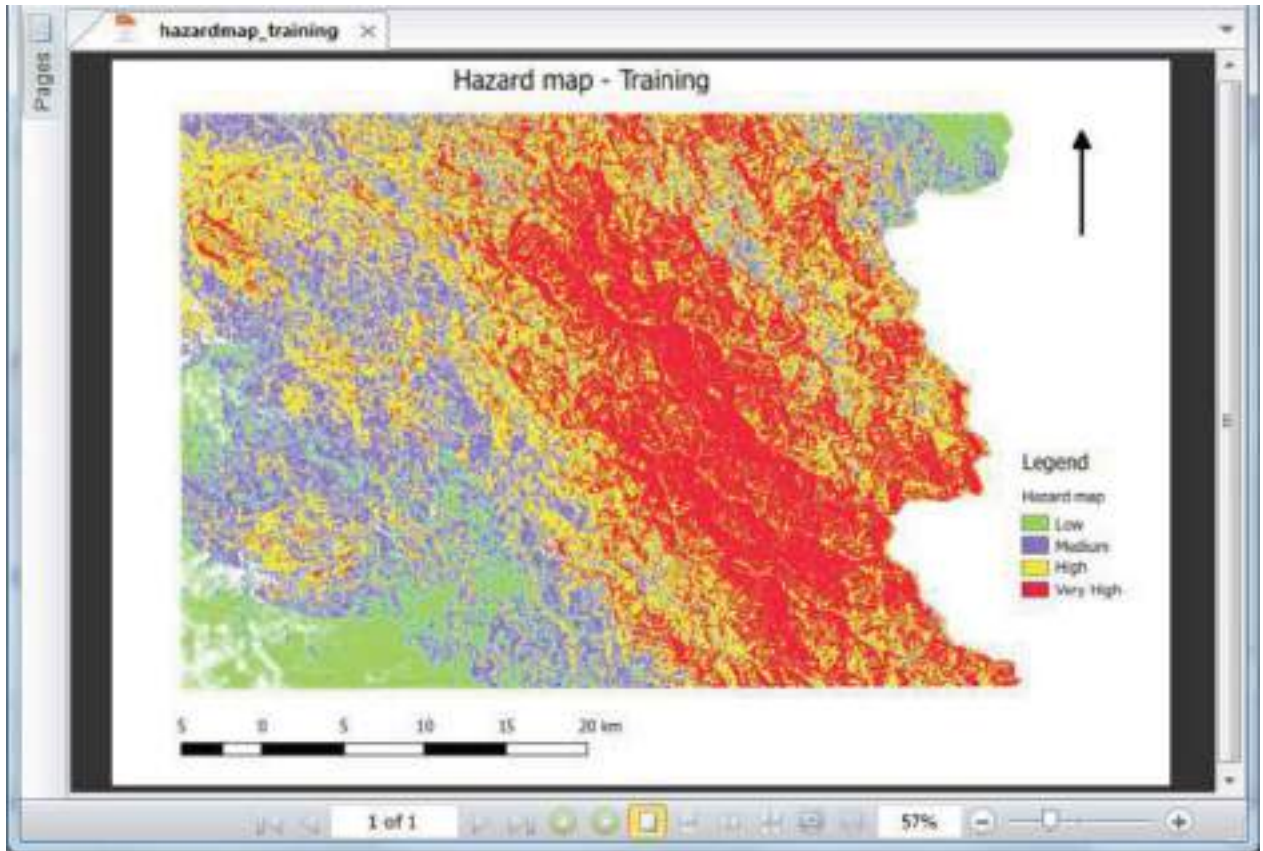 hazardmap_training
Pages
Hazard map - Training
Legend
Hazard map
Low
Medium
High
Very High
5 0 5 10 15 20 km
1 of 1
57%